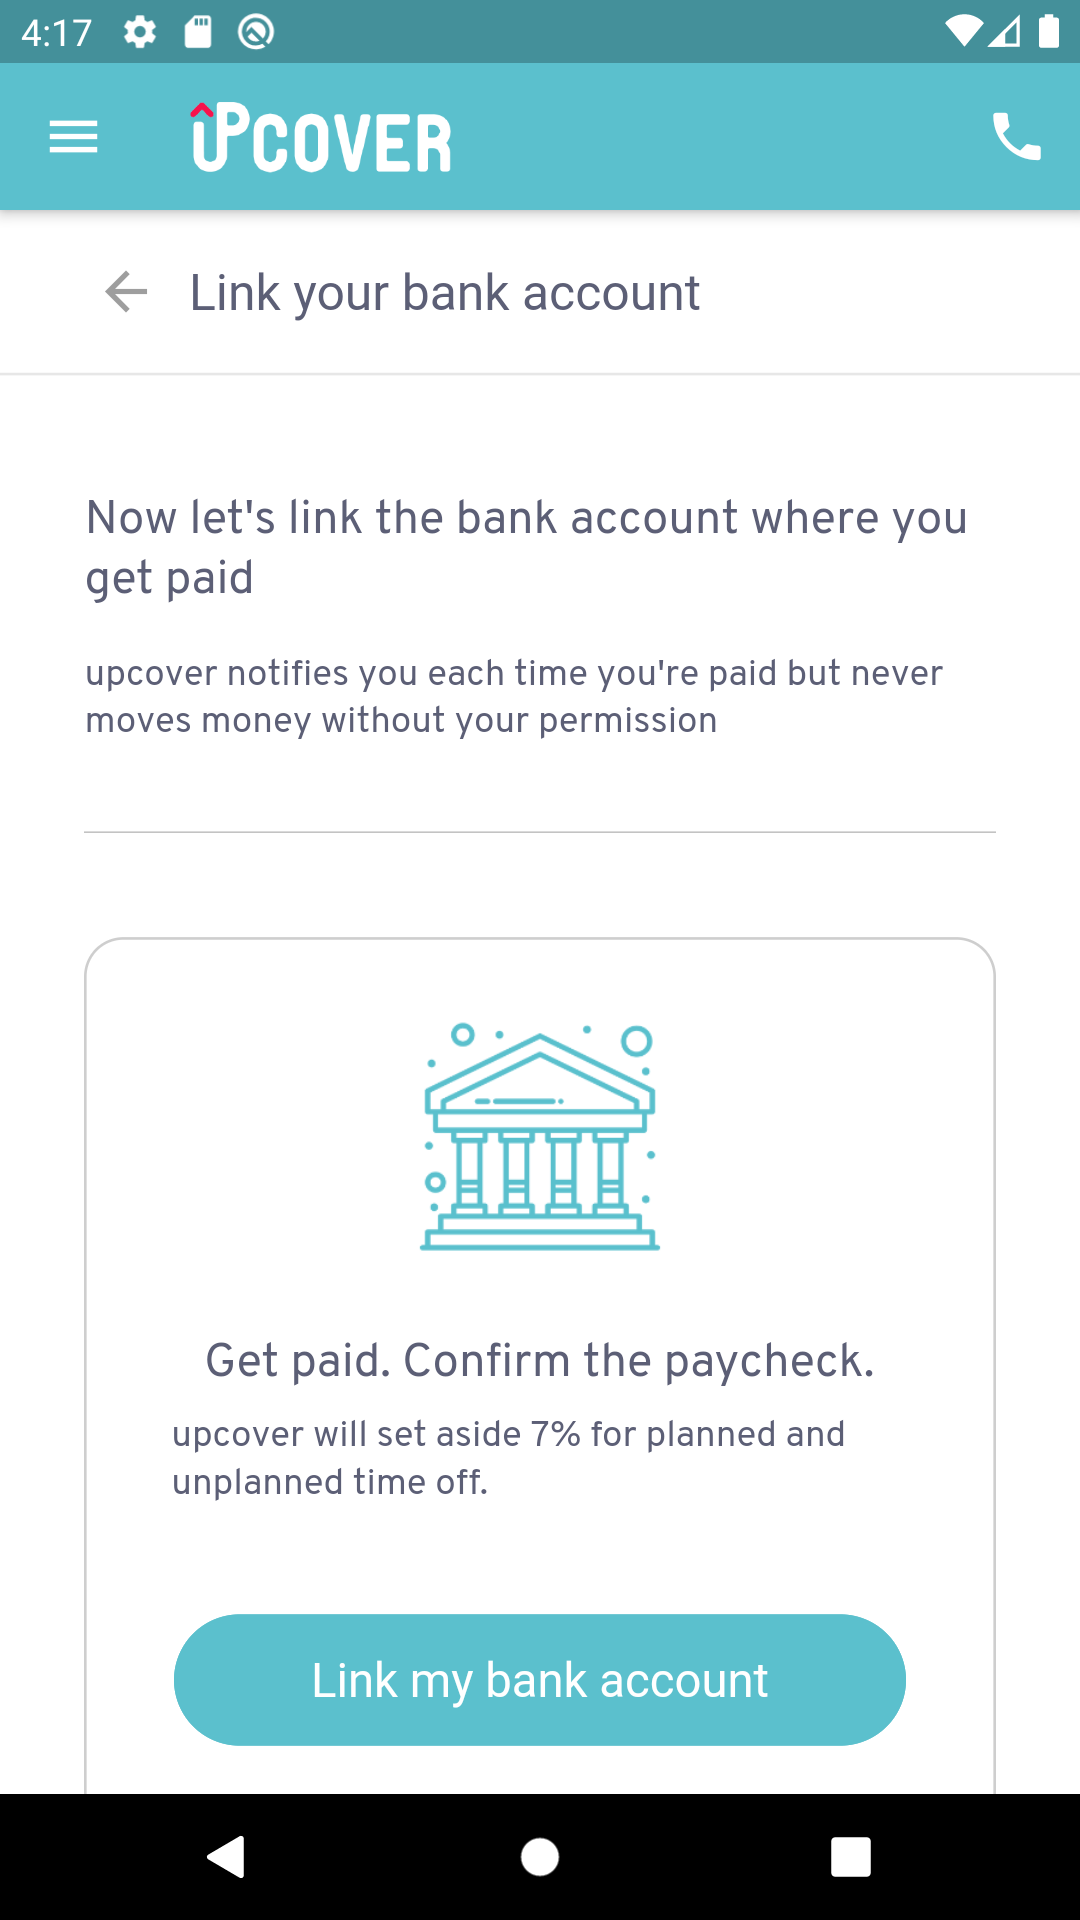 4:17
UPCOVER
Link your bank account
Now let's link the bank account where you
get paid
upcover notifies you each time you're paid but never
moves money without your permission
Get paid. Confirm the paycheck.
upcover will set aside 7% for planned and
unplanned time off.
Link my bank account